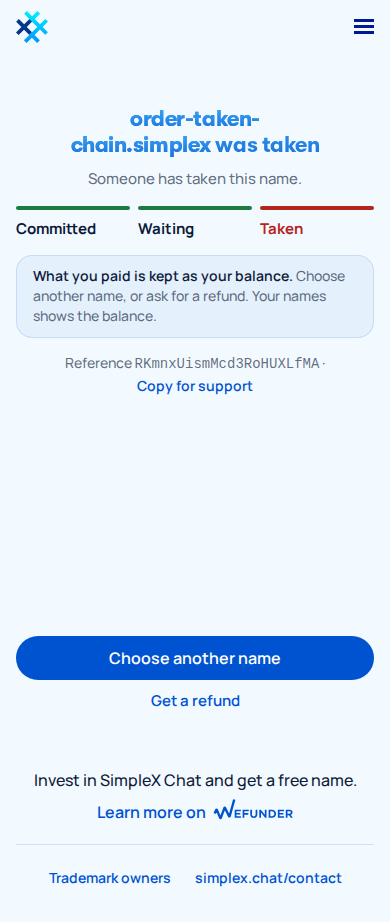 order-taken-
chain.simplex was taken
Someone has taken this name.
Committed Waiting Taken
What you paid is kept as your balance. Choose
another name, or ask for a refund. Your names
shows the balance.
Reference RKmnxUismMcd3RoHUXLfMA ·
Copy for support
Choose another name
Get a refund
Invest in SimpleX Chat and get a free name.
Learn more on WEFUNDER
Trademark owners simplex.chat/contact